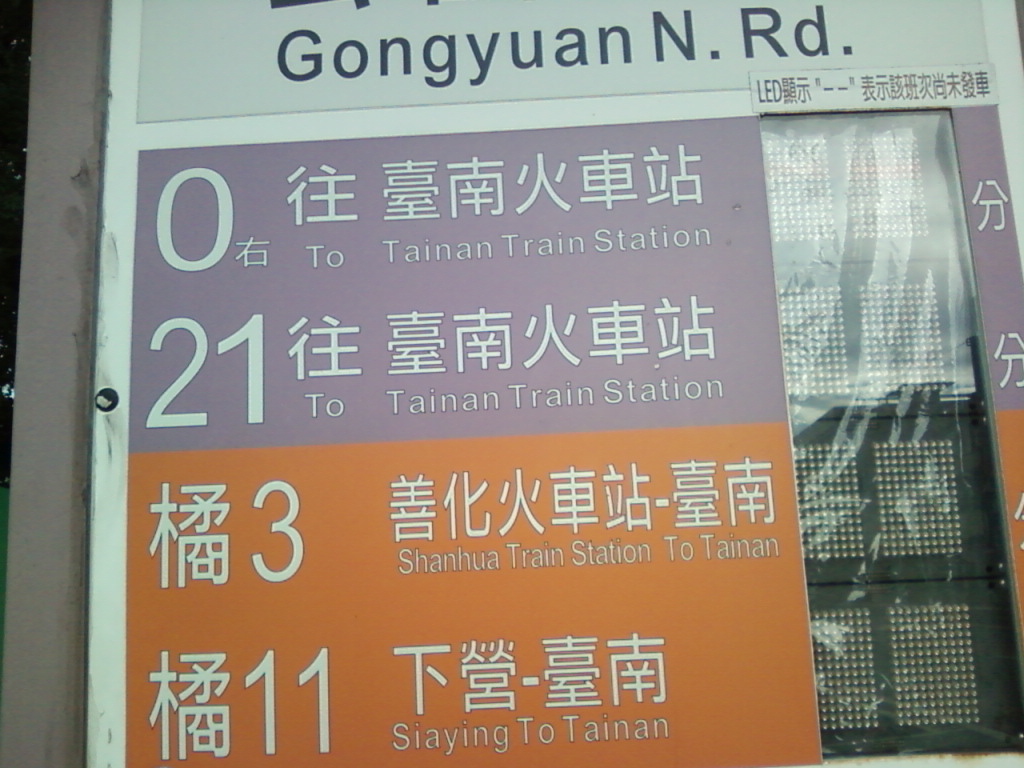 Gongyuan N. Rd.
LED顯示"－－"表示該班次尚未發車
0右 往 臺南火車站 分
To Tainan Train Station
21 往 臺南火車站 分
To Tainan Train Station
橘3 善化火車站-臺南
Shanhua Train Station To Tainan
橘11 下營-臺南
Siaying To Tainan